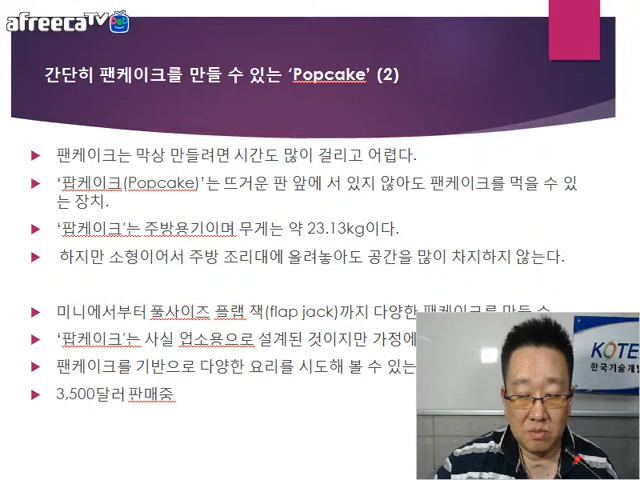 afreecaTV
간단히 팬케이크를 만들 수 있는 ‘Popcake’ (2)
팬케이크는 막상 만들려면 시간도 많이 걸리고 어렵다.
‘팝케이크(Popcake)’는 뜨거운 판 앞에 서 있지 않아도 팬케이크를 먹을 수 있
는 장치.
‘팝케이크’는 주방용기이며 무게는 약 23.13kg이다.
하지만 소형이어서 주방 조리대에 올려놓아도 공간을 많이 차지하지 않는다.
미니에서부터 풀사이즈 플랩 잭(flap jack)까지 다양한 팬케이크를 만들 수
‘팝케이크’는 사실 업소용으로 설계된 것이지만 가정에
팬케이크를 기반으로 다양한 요리를 시도해 볼 수 있는
3,500달러 판매중
KOTE
한국기술개